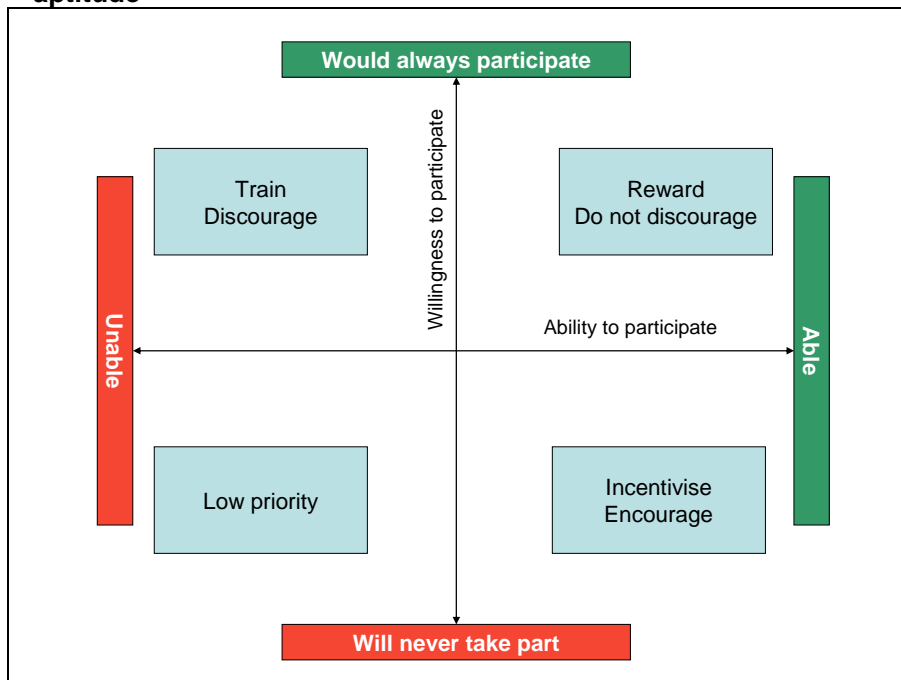 aptitude
Would always participate
Willingness to participate
Train
Discourage
Reward
Do not discourage
Unable
Ability to participate
Able
Low priority
Incentivise
Encourage
Will never take part